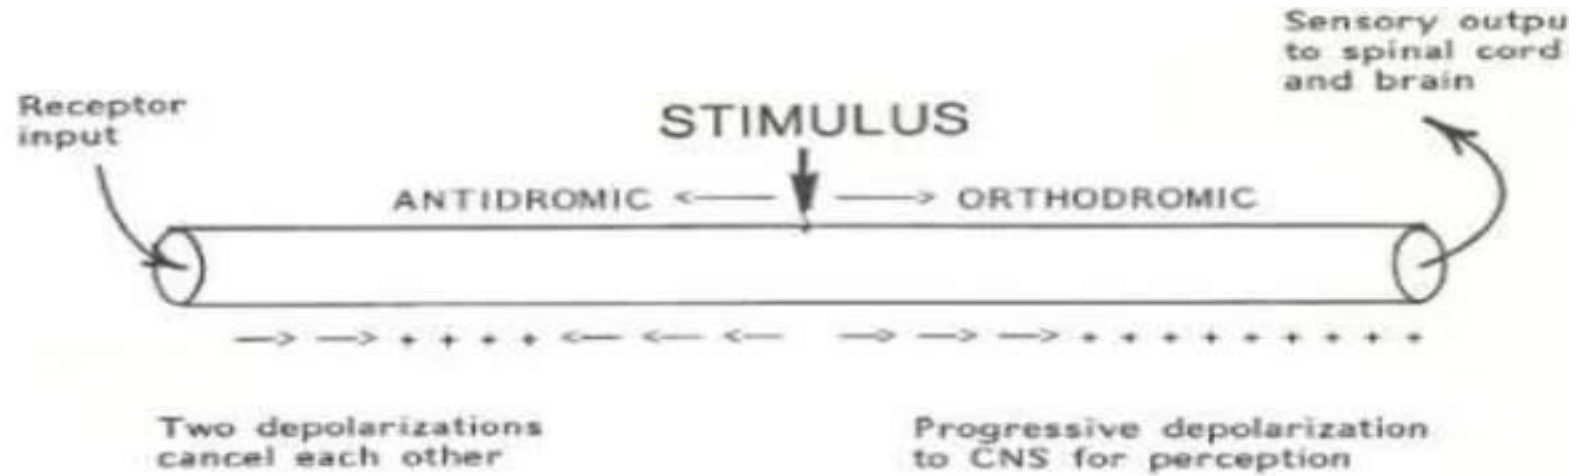 Sensory outpu
to spinal cord
and brain
Receptor
input
STIMULUS
ANTIDROMIC <—— ——> ORTHODROMIC
—> —> + + + + <— <— <— —> —> —> + + + + + + + + +
Two depolarizations
cancel each other
Progressive depolarization
to CNS for perception